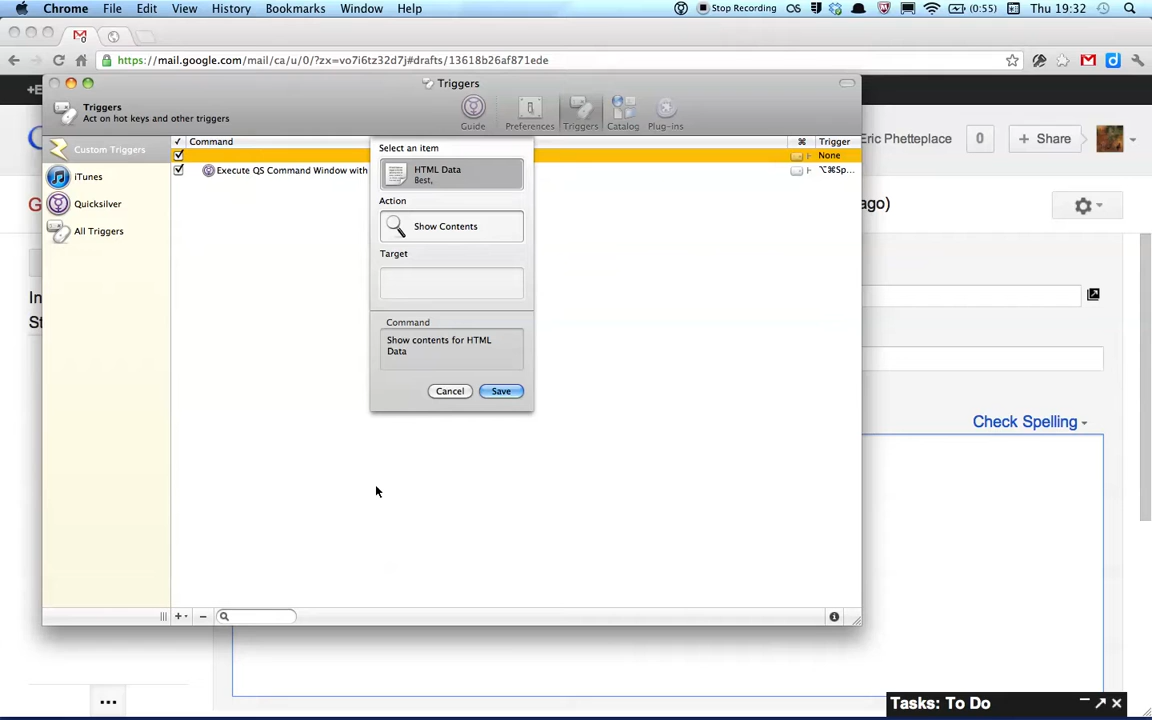 Chrome File Edit View History Bookmarks Window Help Stop Recording (0:55) Thu 19:32
https://mail.google.com/mail/ca/u/0/?zx=vo7i6tz32d7j#drafts/13618b26af871ede
Triggers
Triggers
Act on hot keys and other triggers
Guide Preferences Triggers Catalog Plug-ins
Eric Phetteplace 0 + Share
Custom Triggers
iTunes
Quicksilver
All Triggers
Command ⌘ Trigger
None
Execute QS Command Window with ⌥⌘Sp...
Select an item
HTML Data
Best,
Action
Show Contents
Target
Command
Show contents for HTML
Data
Cancel Save
ago)
In
St
Check Spelling
Tasks: To Do